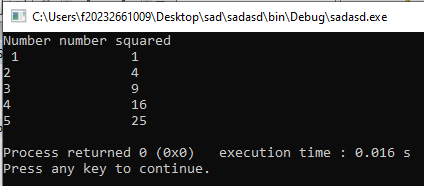 C:\Users\f20232661009\Desktop\sad\sadasd\bin\Debug\sadasd.exe
Number number squared
 1              1
2               4
3               9
4               16
5               25

Process returned 0 (0x0)   execution time : 0.016 s
Press any key to continue.